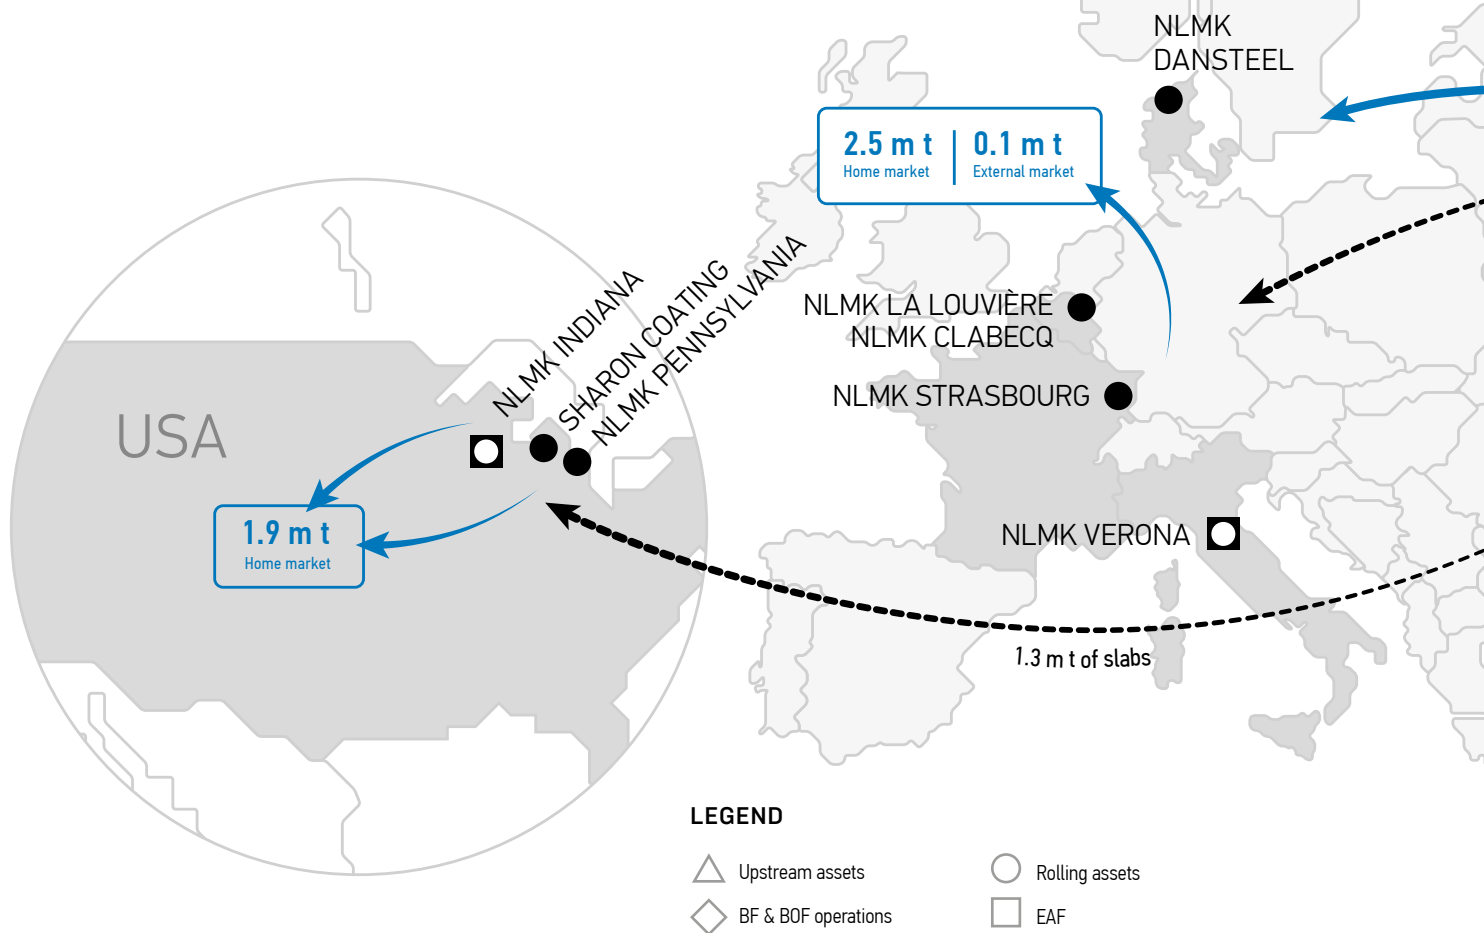 NLMK
DANSTEEL
2.5 m t
Home market
0.1 m t
External market
NLMK INDIANA
SHARON COATING
NLMK PENNSYLVANIA
NLMK LA LOUVIÈRE
NLMK CLABECQ
NLMK STRASBOURG
USA
1.9 m t
Home market
NLMK VERONA
1.3 m t of slabs
LEGEND
Upstream assets
Rolling assets
BF & BOF operations
EAF